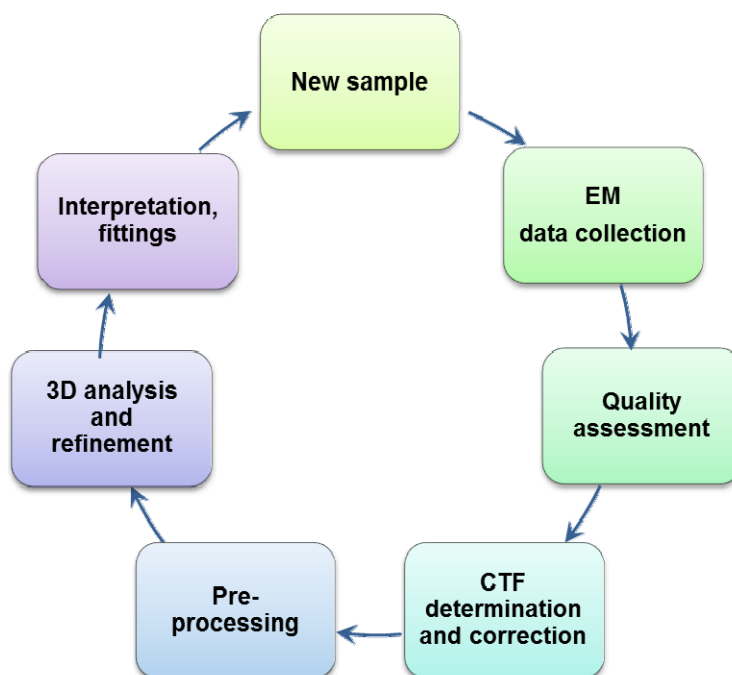 New sample
EM
data collection
Quality
assessment
CTF
determination
and correction
Pre-
processing
3D analysis
and
refinement
Interpretation,
fittings